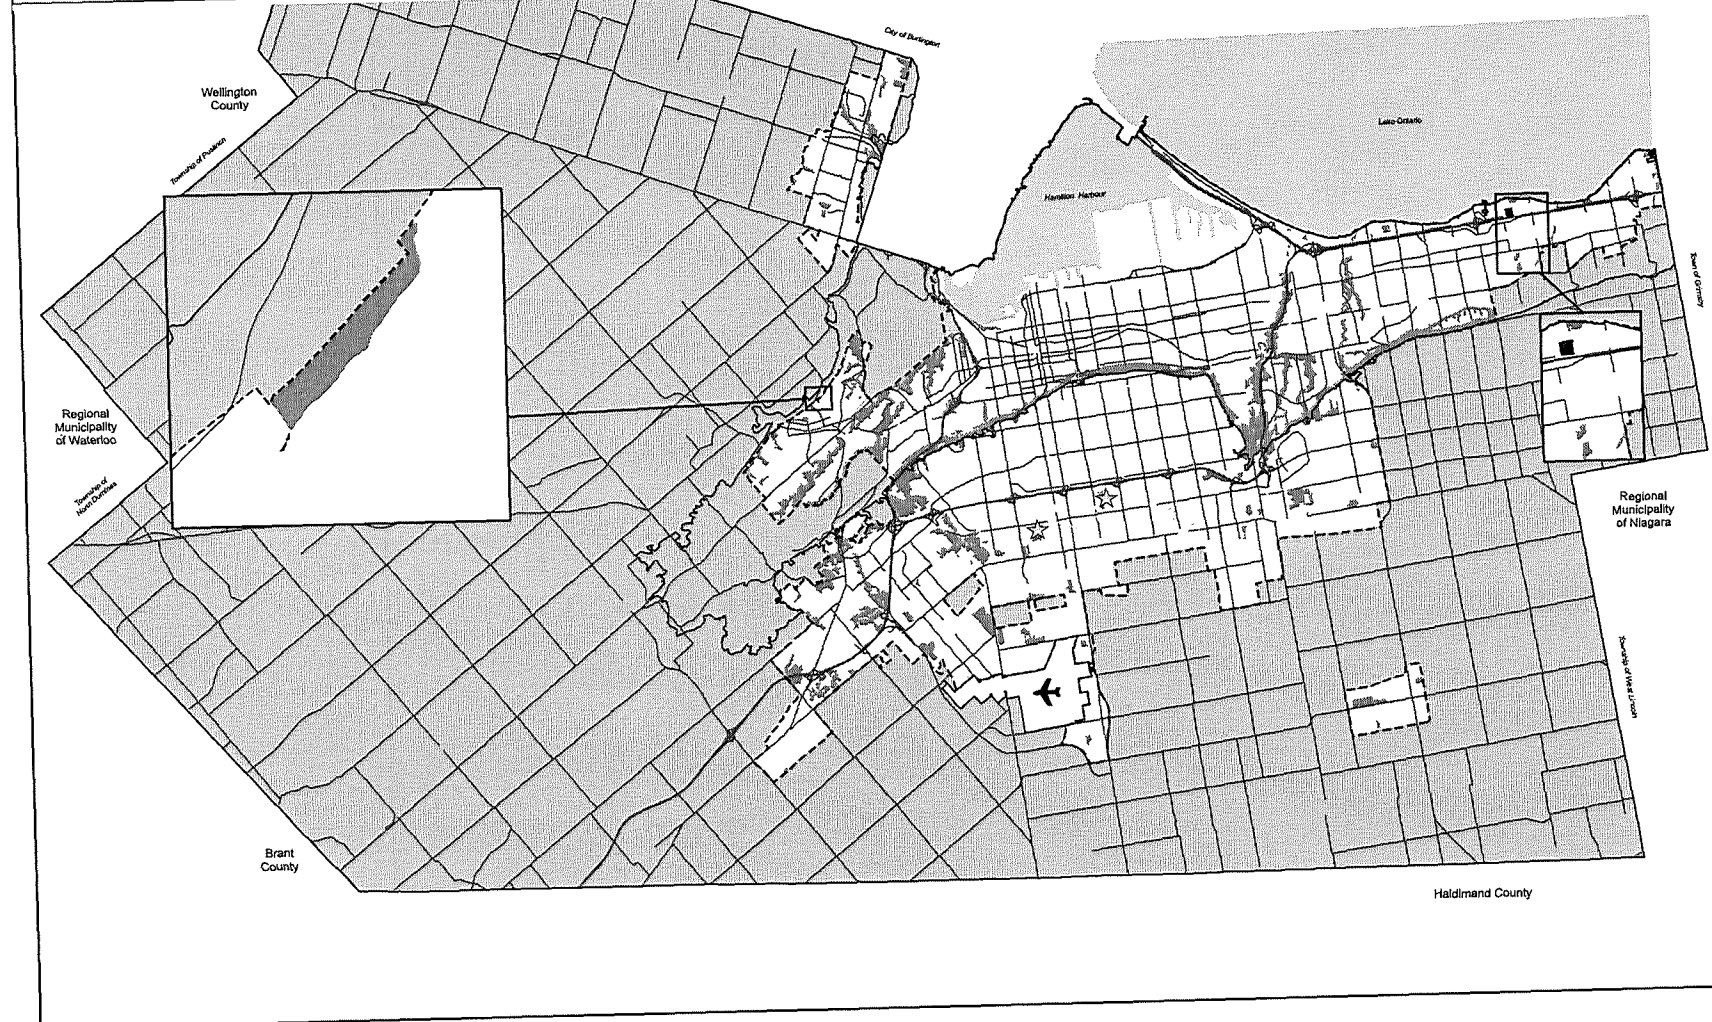 City of Burlington
Wellington
County
Lake Ontario
Township of Puslinch
Hamilton Harbour
Town of Grimsby
Regional
Municipality
of Waterloo
Township of
North Dumfries
Regional
Municipality
of Niagara
Township of West Lincoln
Brant
County
Haldimand County